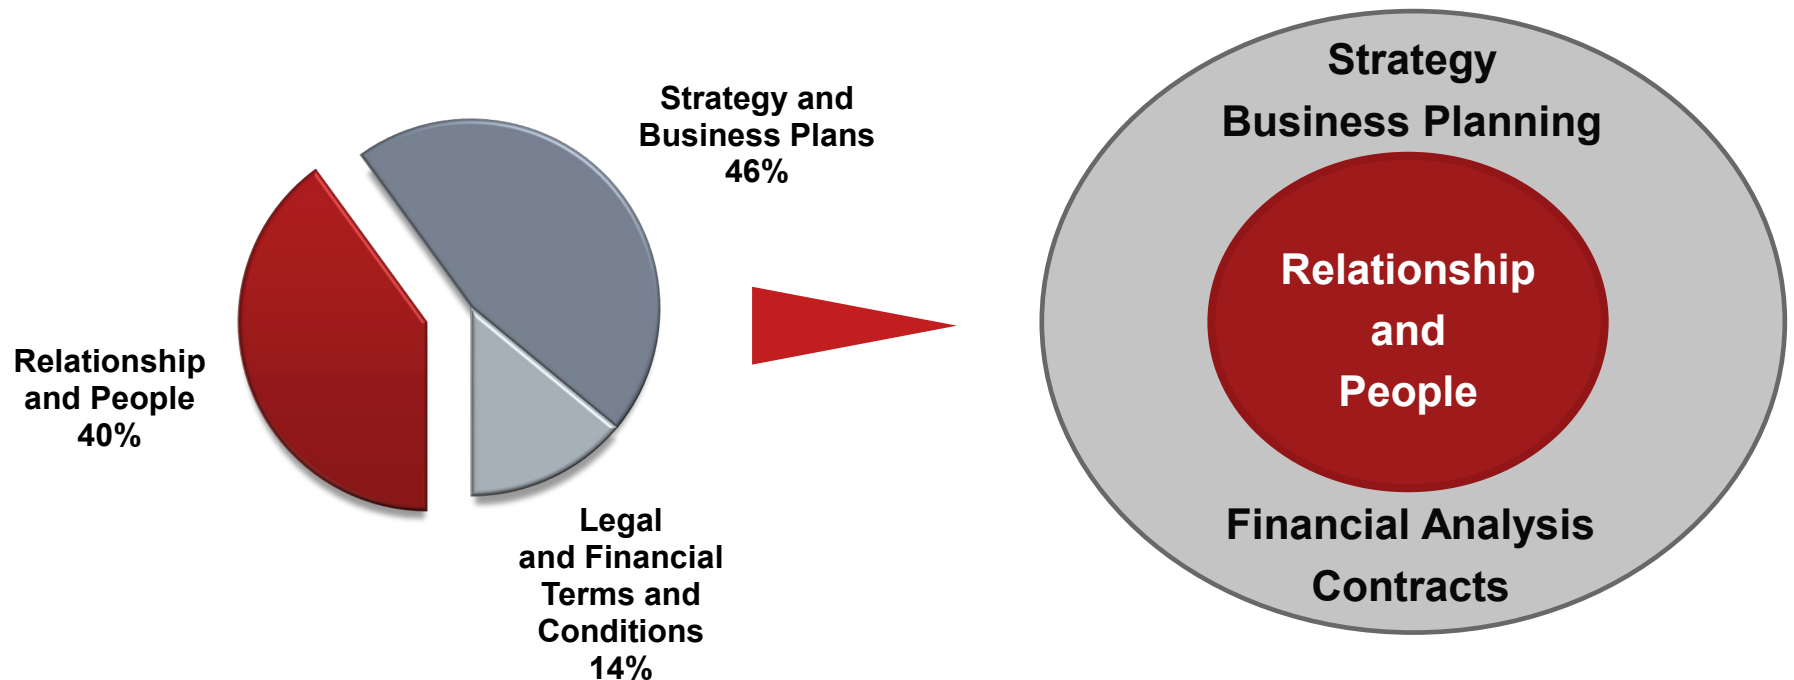 Strategy and
Business Plans
46%
Relationship
and People
40%
Legal
and Financial
Terms and
Conditions
14%
Strategy
Business Planning
Relationship
and
People
Financial Analysis
Contracts